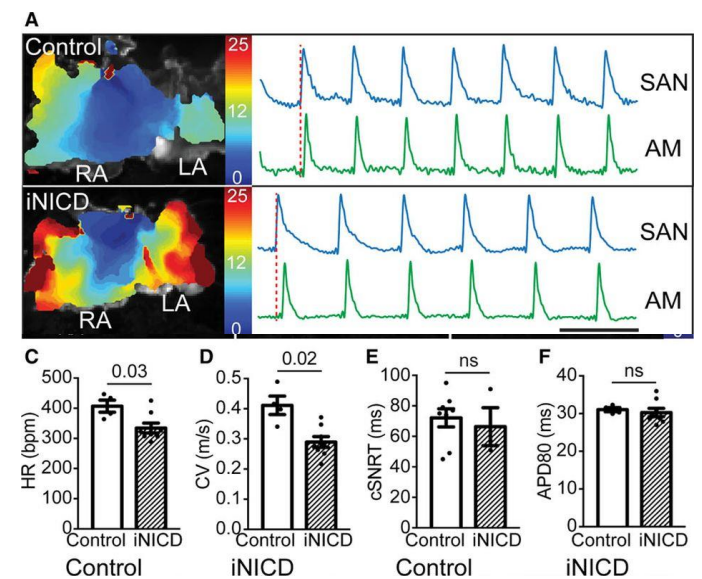 A
Control
25
12
0
RA
LA
SAN
AM
iNICD
25
12
0
RA
LA
SAN
AM
C
D
E
F
0.03
0.02
ns
ns
HR (bpm)
500
400
300
200
100
0
Control iNICD
CV (m/s)
0.5
0.4
0.3
0.2
0.1
0.0
Control iNICD
cSNRT (ms)
100
80
60
40
20
0
Control iNICD
APD80 (ms)
40
30
20
10
0
Control iNICD
Control
iNICD
Control
iNICD